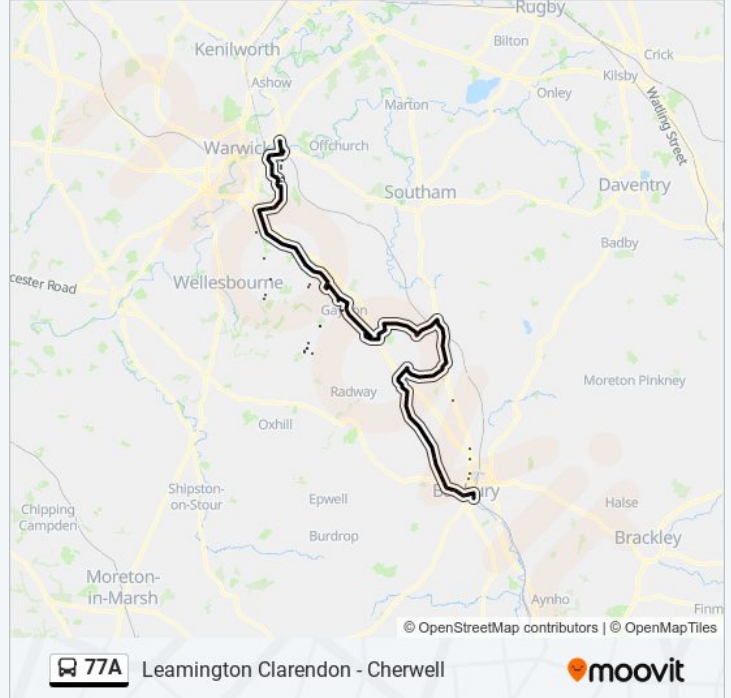 Rugby
Kenilworth
Bilton
Crick
Kilsby
Ashow
Onley
Marton
Watling Street
Warwick
Offchurch
Southam
Daventry
Badby
cester Road
Wellesbourne
Gaydon
Radway
Moreton Pinkney
Oxhill
Shipston-
on-Stour
Epwell
Banbury
Halse
Chipping
Campden
Burdrop
Brackley
Moreton-
in-Marsh
Aynho
Finm
© OpenStreetMap contributors | © OpenMapTiles
77A Leamington Clarendon - Cherwell
moovit